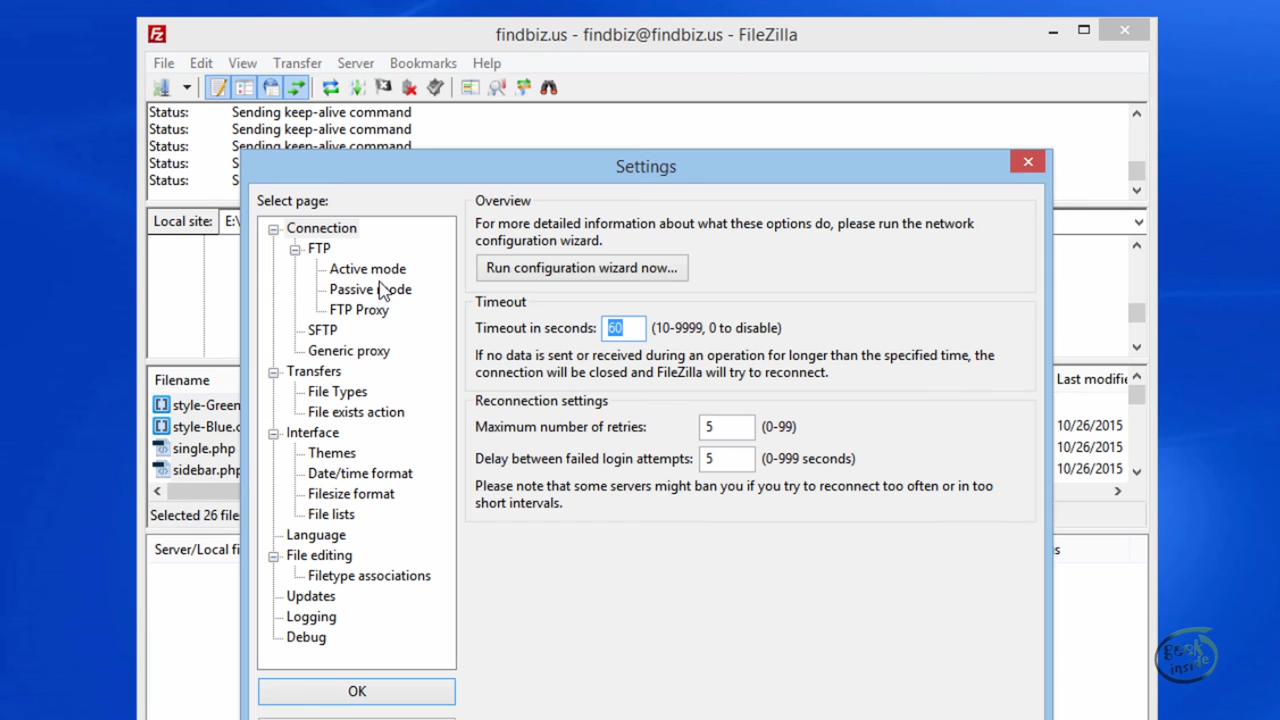 Fz
findbiz.us - findbiz@findbiz.us - FileZilla
File Edit View Transfer Server Bookmarks Help
Status: Sending keep-alive command
Status: Sending keep-alive command
Status: Sending keep-alive command
Status: S
Status: S
Settings
Local site: E:\
Select page:
Connection
FTP
Active mode
Passive mode
FTP Proxy
SFTP
Generic proxy
Transfers
File Types
File exists action
Interface
Themes
Date/time format
Filesize format
File lists
Language
File editing
Filetype associations
Updates
Logging
Debug
OK
Overview
For more detailed information about what these options do, please run the network
configuration wizard.
Run configuration wizard now...
Timeout
Timeout in seconds: 60 (10-9999, 0 to disable)
If no data is sent or received during an operation for longer than the specified time, the
connection will be closed and FileZilla will try to reconnect.
Reconnection settings
Maximum number of retries: 5 (0-99)
Delay between failed login attempts: 5 (0-999 seconds)
Please note that some servers might ban you if you try to reconnect too often or in too
short intervals.
Filename
style-Green
style-Blue.c
single.php
sidebar.php
Selected 26 file
Server/Local fi
Last modifie
10/26/2015
10/26/2015
10/26/2015
s
geek
inside